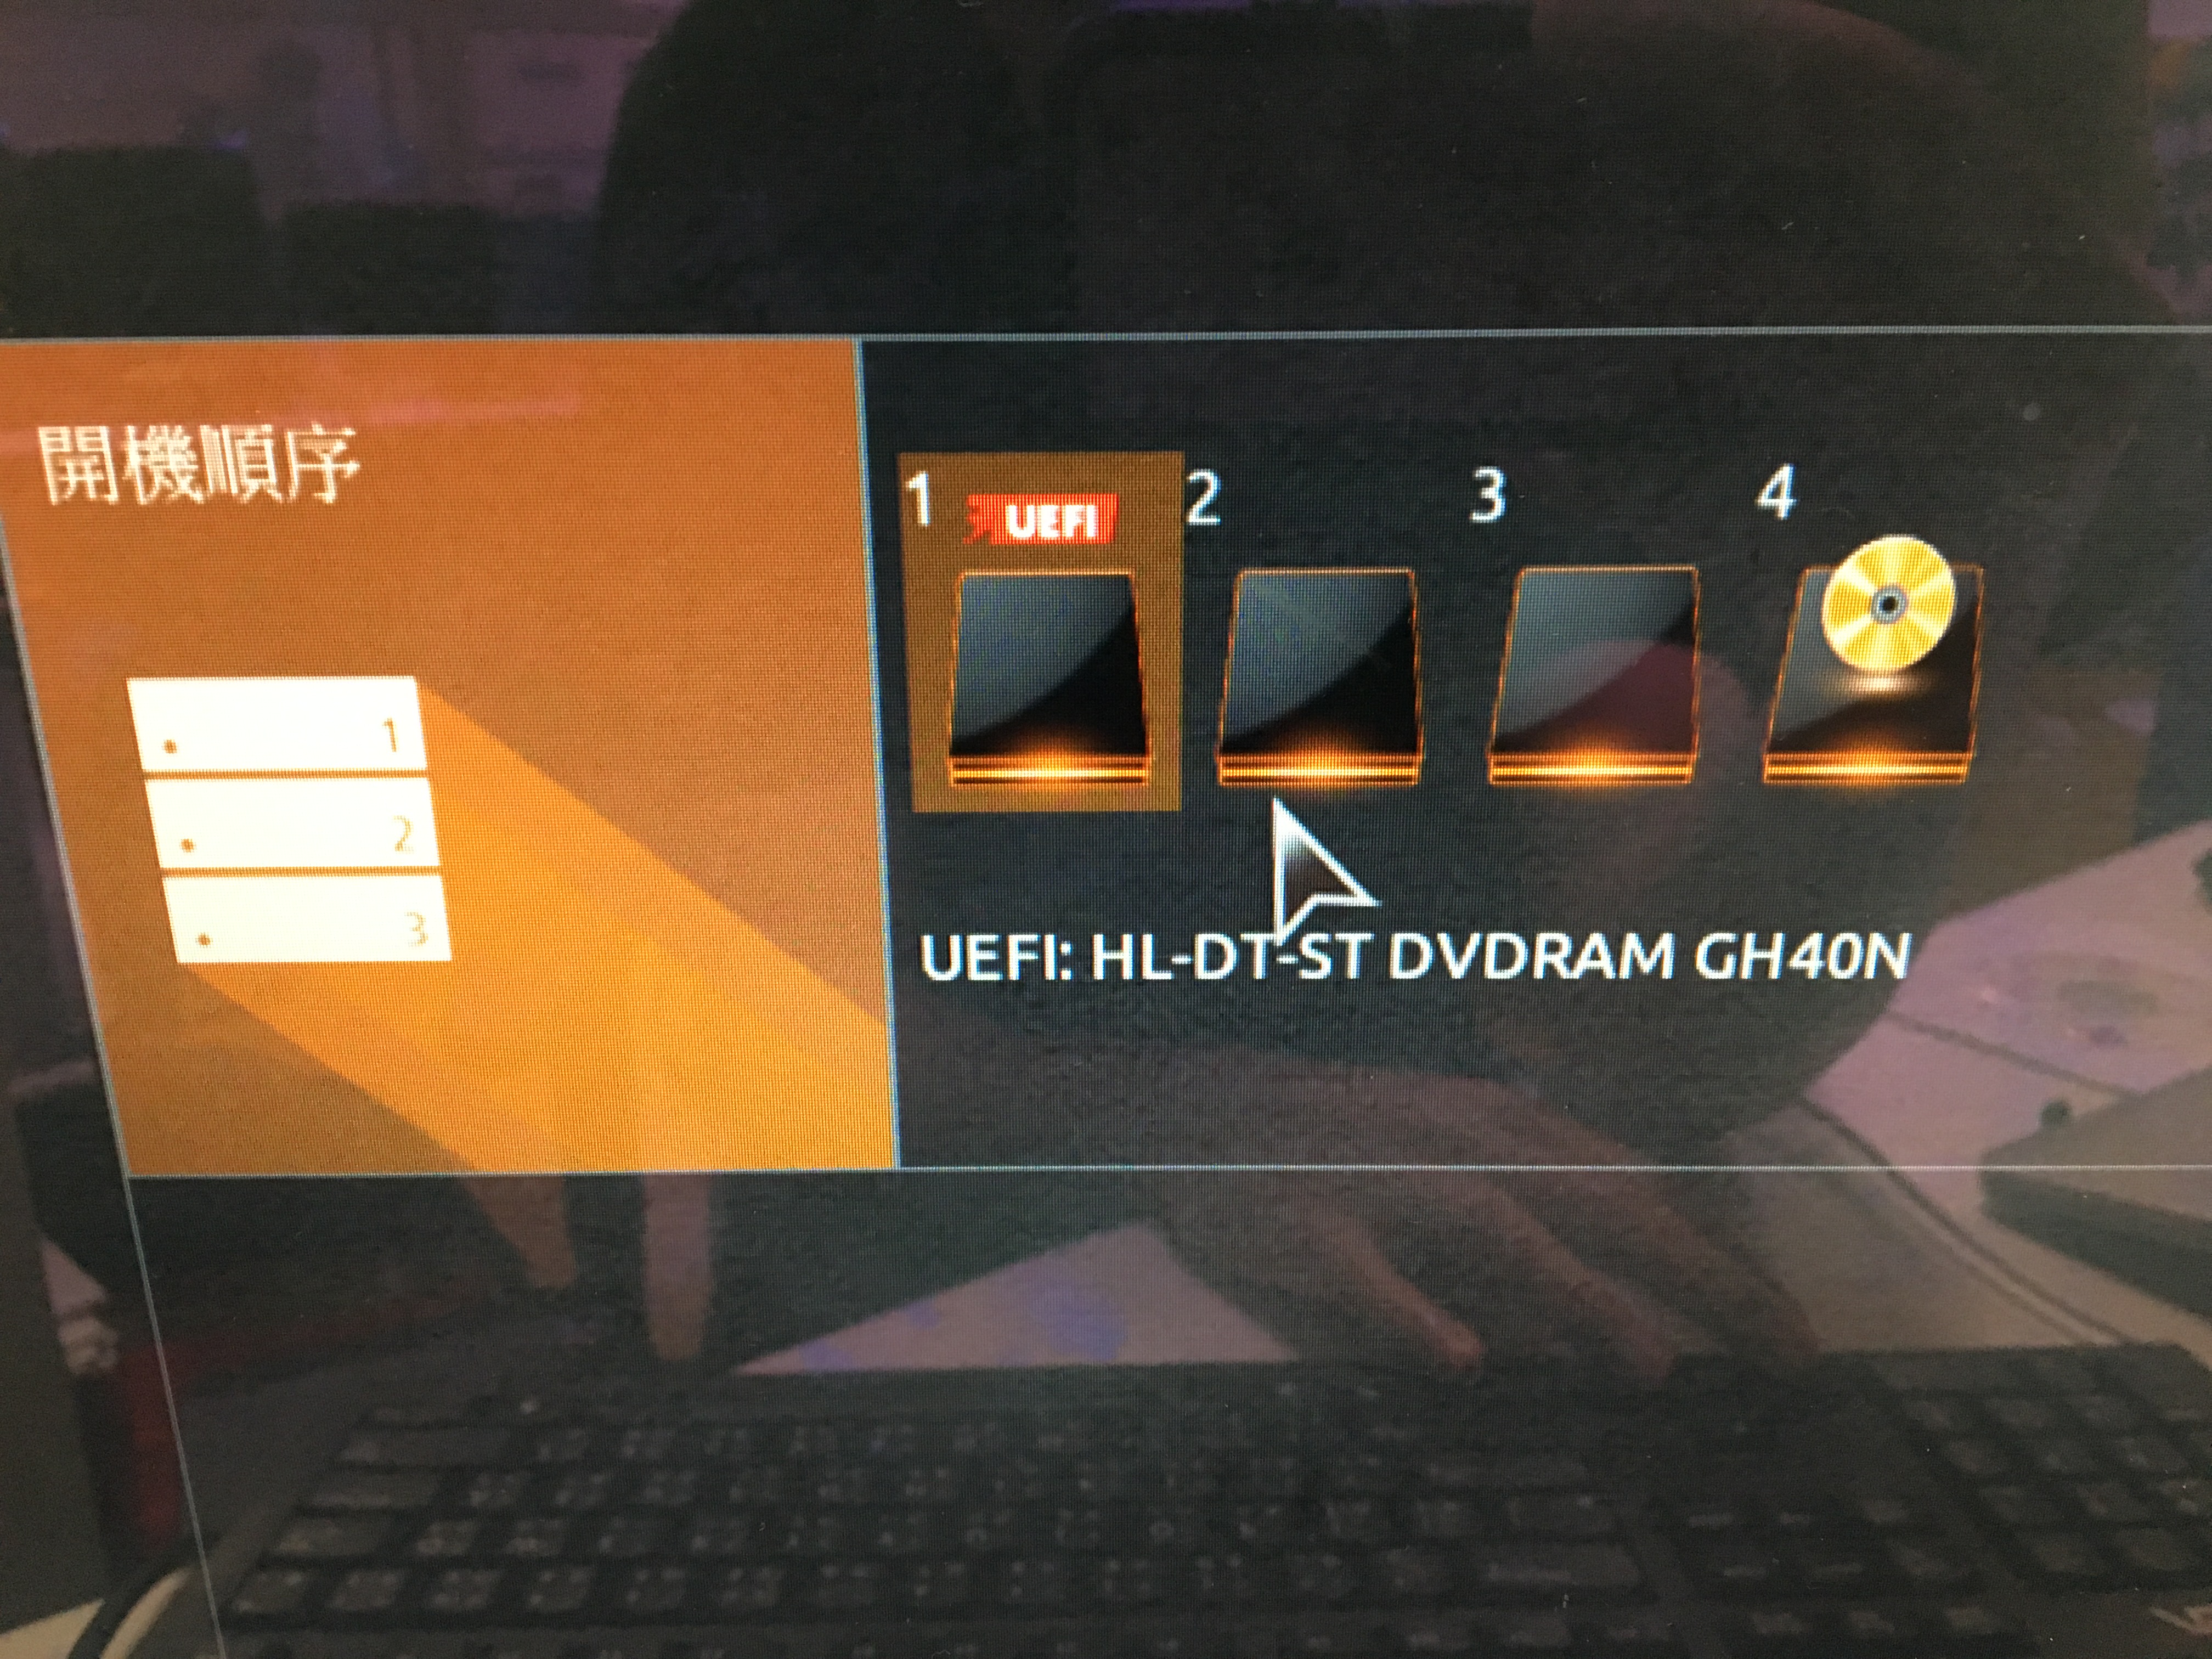 開機順序
1
2
3
1 UEFI 2 3 4
UEFI: HL-DT-ST DVDRAM GH40N